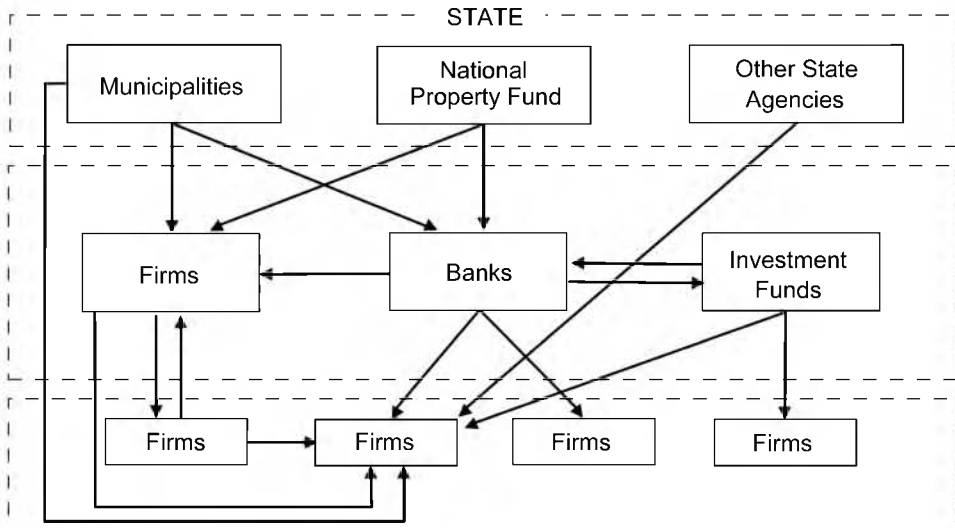 STATE
Municipalities
National
Property Fund
Other State
Agencies
Firms
Banks
Investment
Funds
Firms
Firms
Firms
Firms